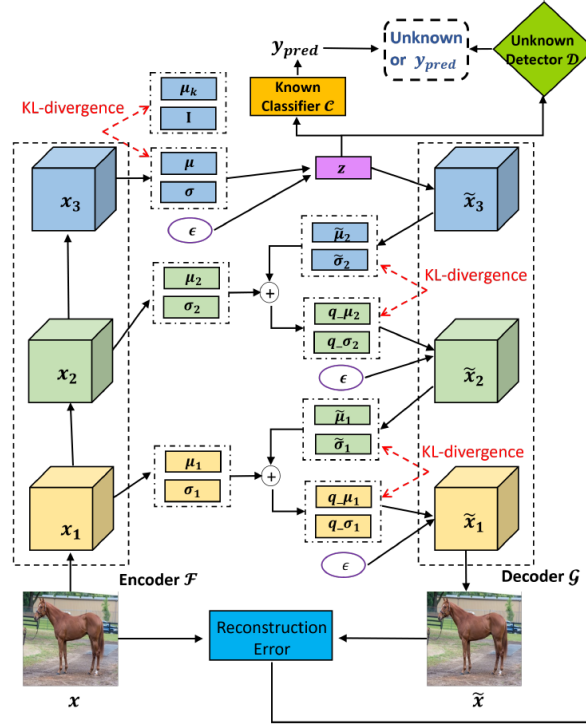 y_pred
Unknown
or y_pred
Unknown
Detector 𝒟
Known
Classifier 𝒞
KL-divergence
μ_k
I
μ
σ
z
ϵ
x_3
x̃_3
μ̃_2
σ̃_2
μ_2
σ_2
+
KL-divergence
q_μ_2
q_σ_2
x_2
x̃_2
ϵ
μ̃_1
σ̃_1
μ_1
σ_1
+
KL-divergence
q_μ_1
q_σ_1
x_1
x̃_1
ϵ
Encoder ℱ
Decoder 𝒢
Reconstruction
Error
x
x̃